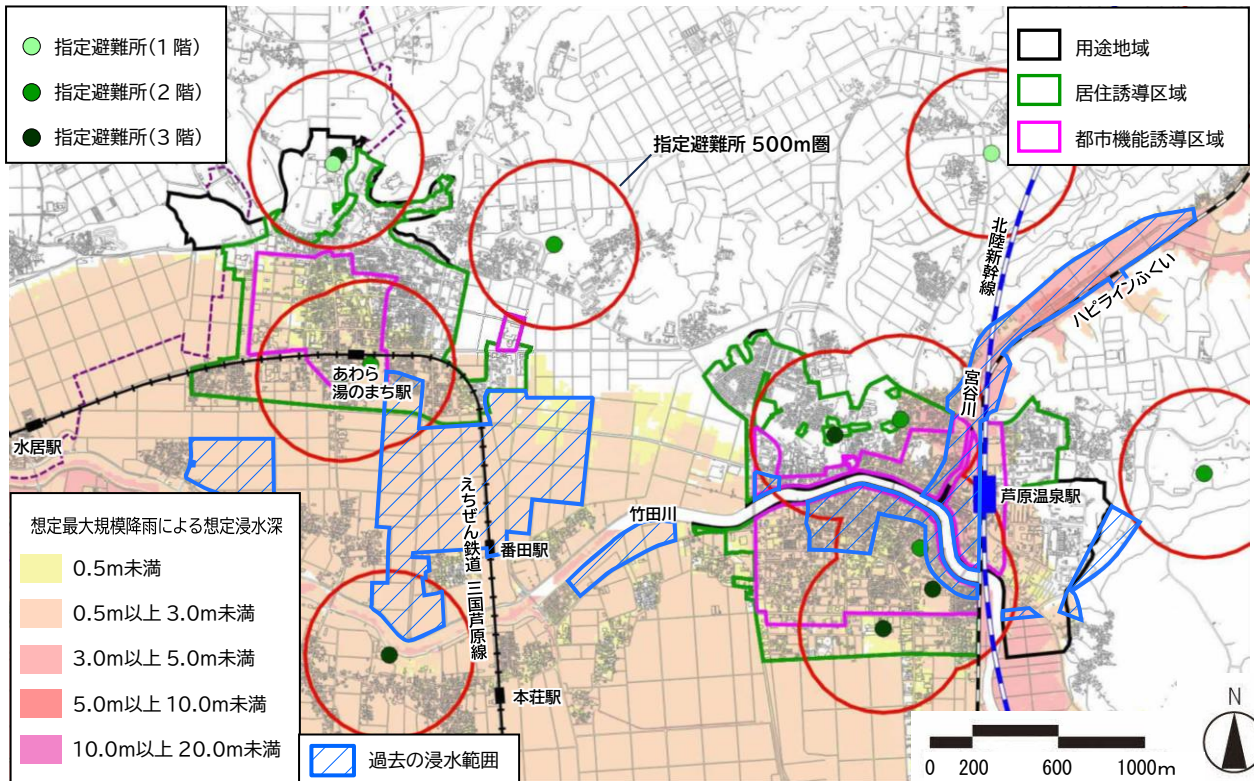 指定避難所(1階)
指定避難所(2階)
指定避難所(3階)
用途地域
居住誘導区域
都市機能誘導区域
指定避難所 500m圏
北陸新幹線
ハピラインふくい
宮谷川
あわら
湯のまち駅
水居駅
芦原温泉駅
竹田川
えちぜん鉄道 三国芦原線
番田駅
本荘駅
想定最大規模降雨による想定浸水深
0.5m未満
0.5m以上 3.0m未満
3.0m以上 5.0m未満
5.0m以上 10.0m未満
10.0m以上 20.0m未満
過去の浸水範囲
N
0 200 600 1000m